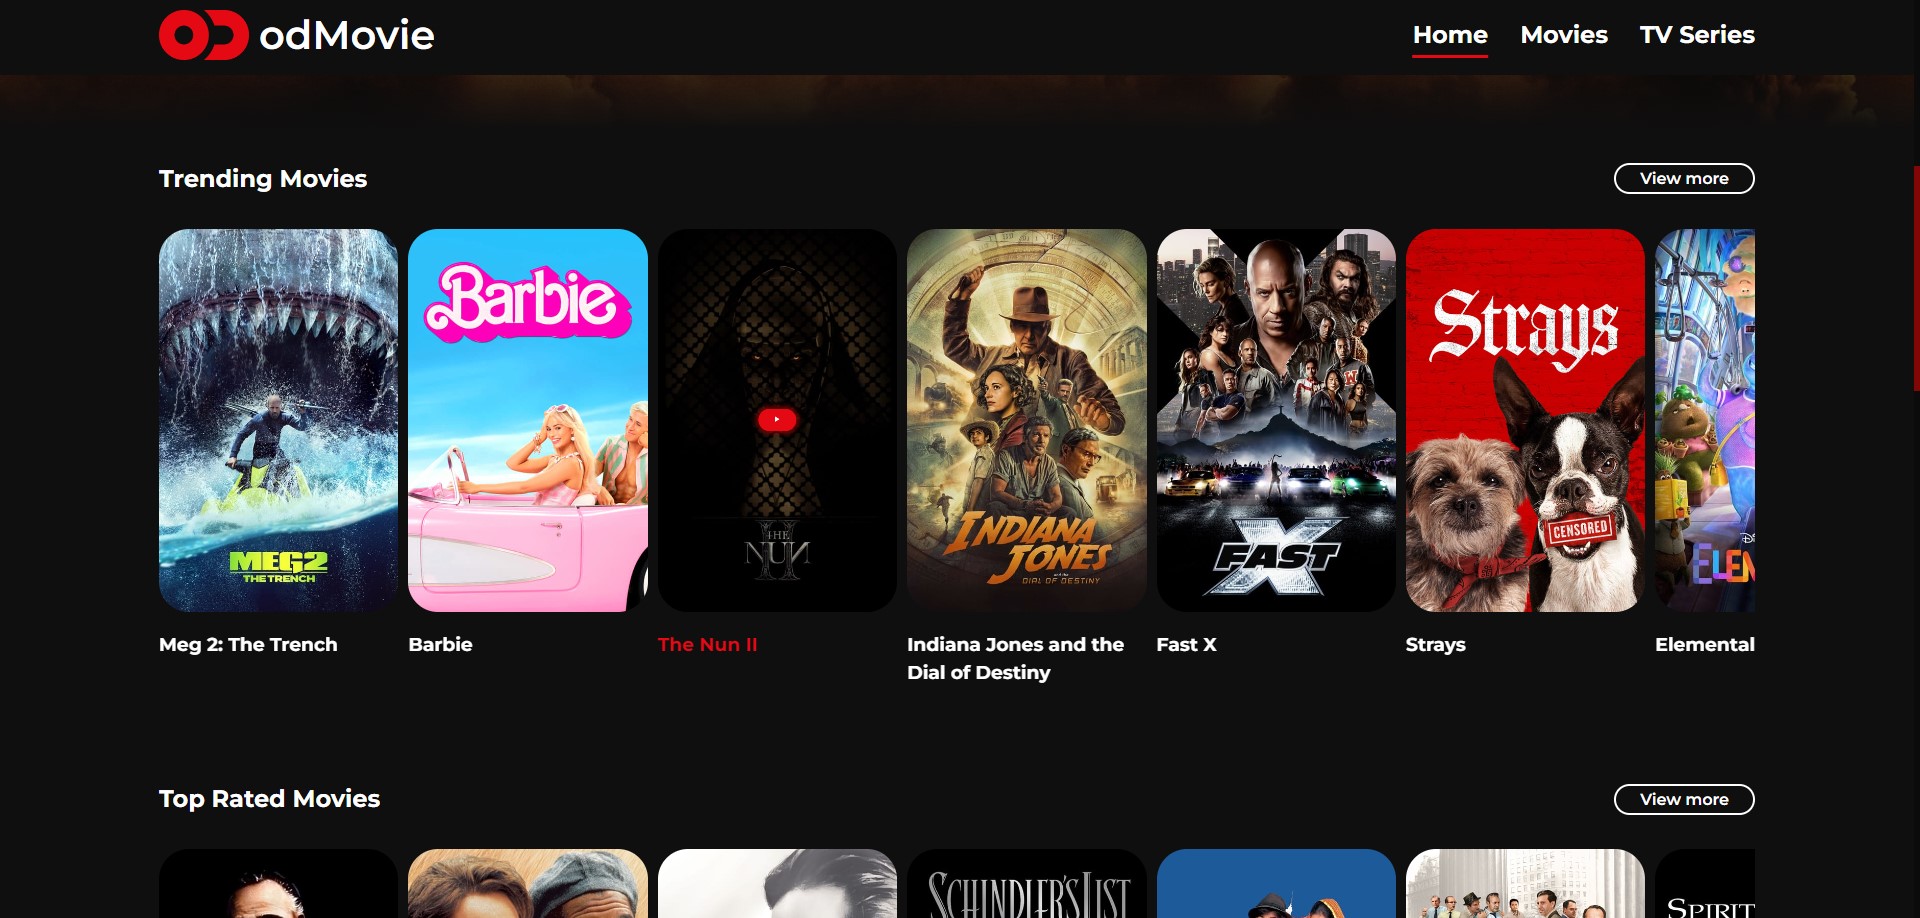 odMovie
Home Movies TV Series
Trending Movies
View more
Barbie
Strays
CENSORED
MEG2
THE TRENCH
THE
NUN
II
INDIANA
JONES
AND THE
DIAL OF DESTINY
FAST
X
ELEM
Meg 2: The Trench
Barbie
The Nun II
Indiana Jones and the
Dial of Destiny
Fast X
Strays
Elemental
Top Rated Movies
View more
SCHINDLER'S LIST
SPIRIT